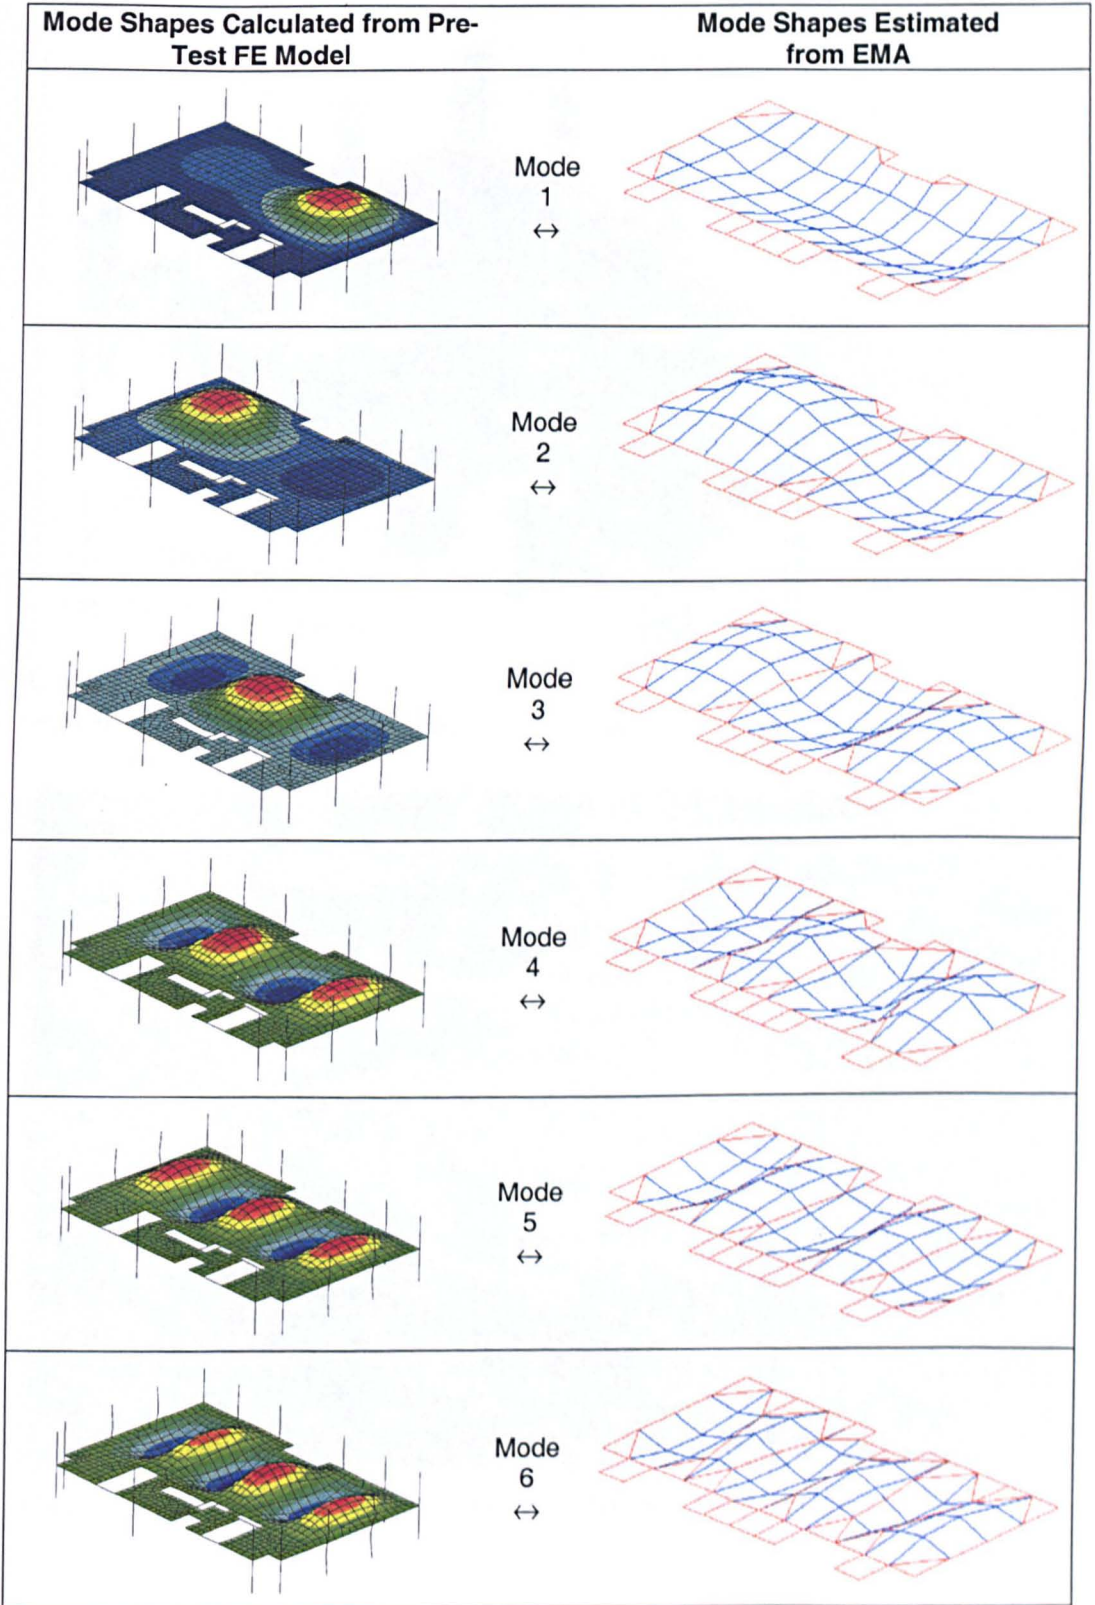 Mode Shapes Calculated from Pre-
Test FE Model
Mode Shapes Estimated
from EMA
Mode
1
↔
Mode
2
↔
Mode
3
↔
Mode
4
↔
Mode
5
↔
Mode
6
↔